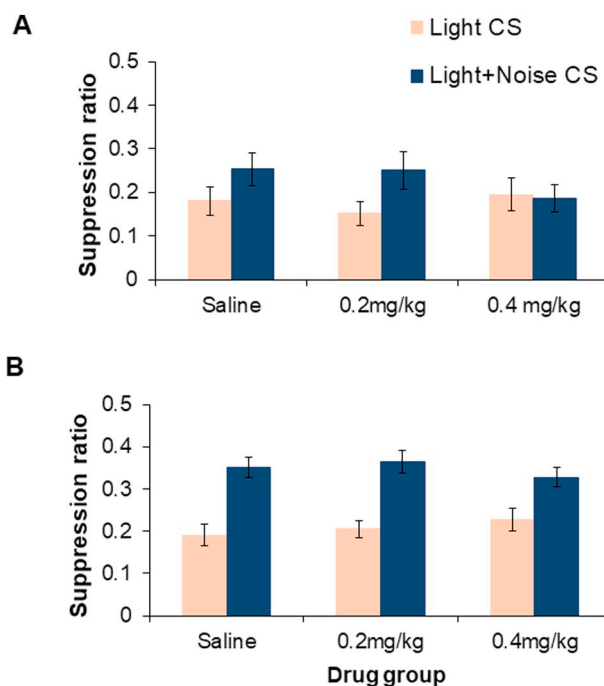 A
Light CS
Light+Noise CS
Suppression ratio
0.5
0.4
0.3
0.2
0.1
0
Saline
0.2mg/kg
0.4 mg/kg
B
Suppression ratio
0.5
0.4
0.3
0.2
0.1
0
Saline
0.2mg/kg
0.4mg/kg
Drug group